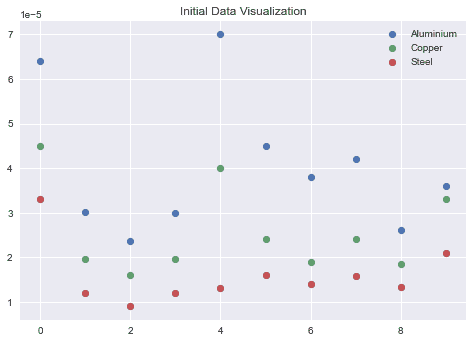 Initial Data Visualization
1e−5
Aluminium
Copper
Steel
7
6
5
4
3
2
1
0 2 4 6 8